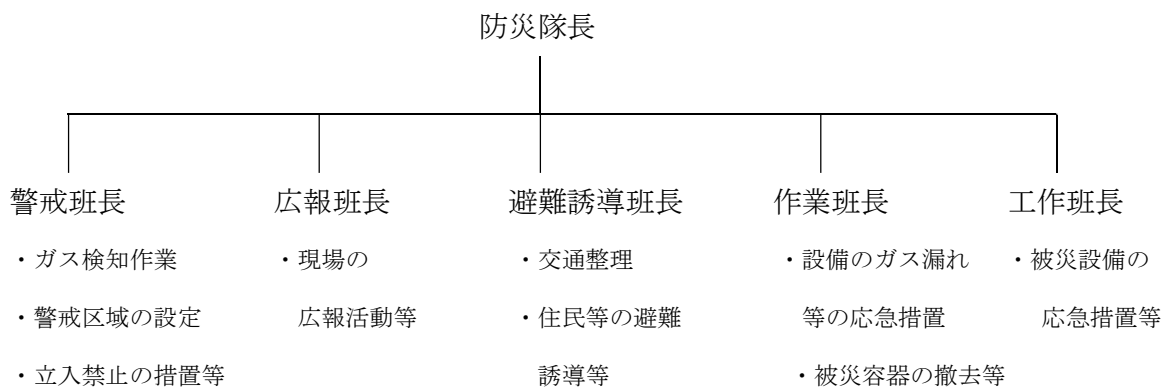 防災隊長
警戒班長
・ガス検知作業
・警戒区域の設定
・立入禁止の措置等
広報班長
・現場の
広報活動等
避難誘導班長
・交通整理
・住民等の避難
誘導等
作業班長
・設備のガス漏れ
等の応急措置
・被災容器の撤去等
工作班長
・被災設備の
応急措置等